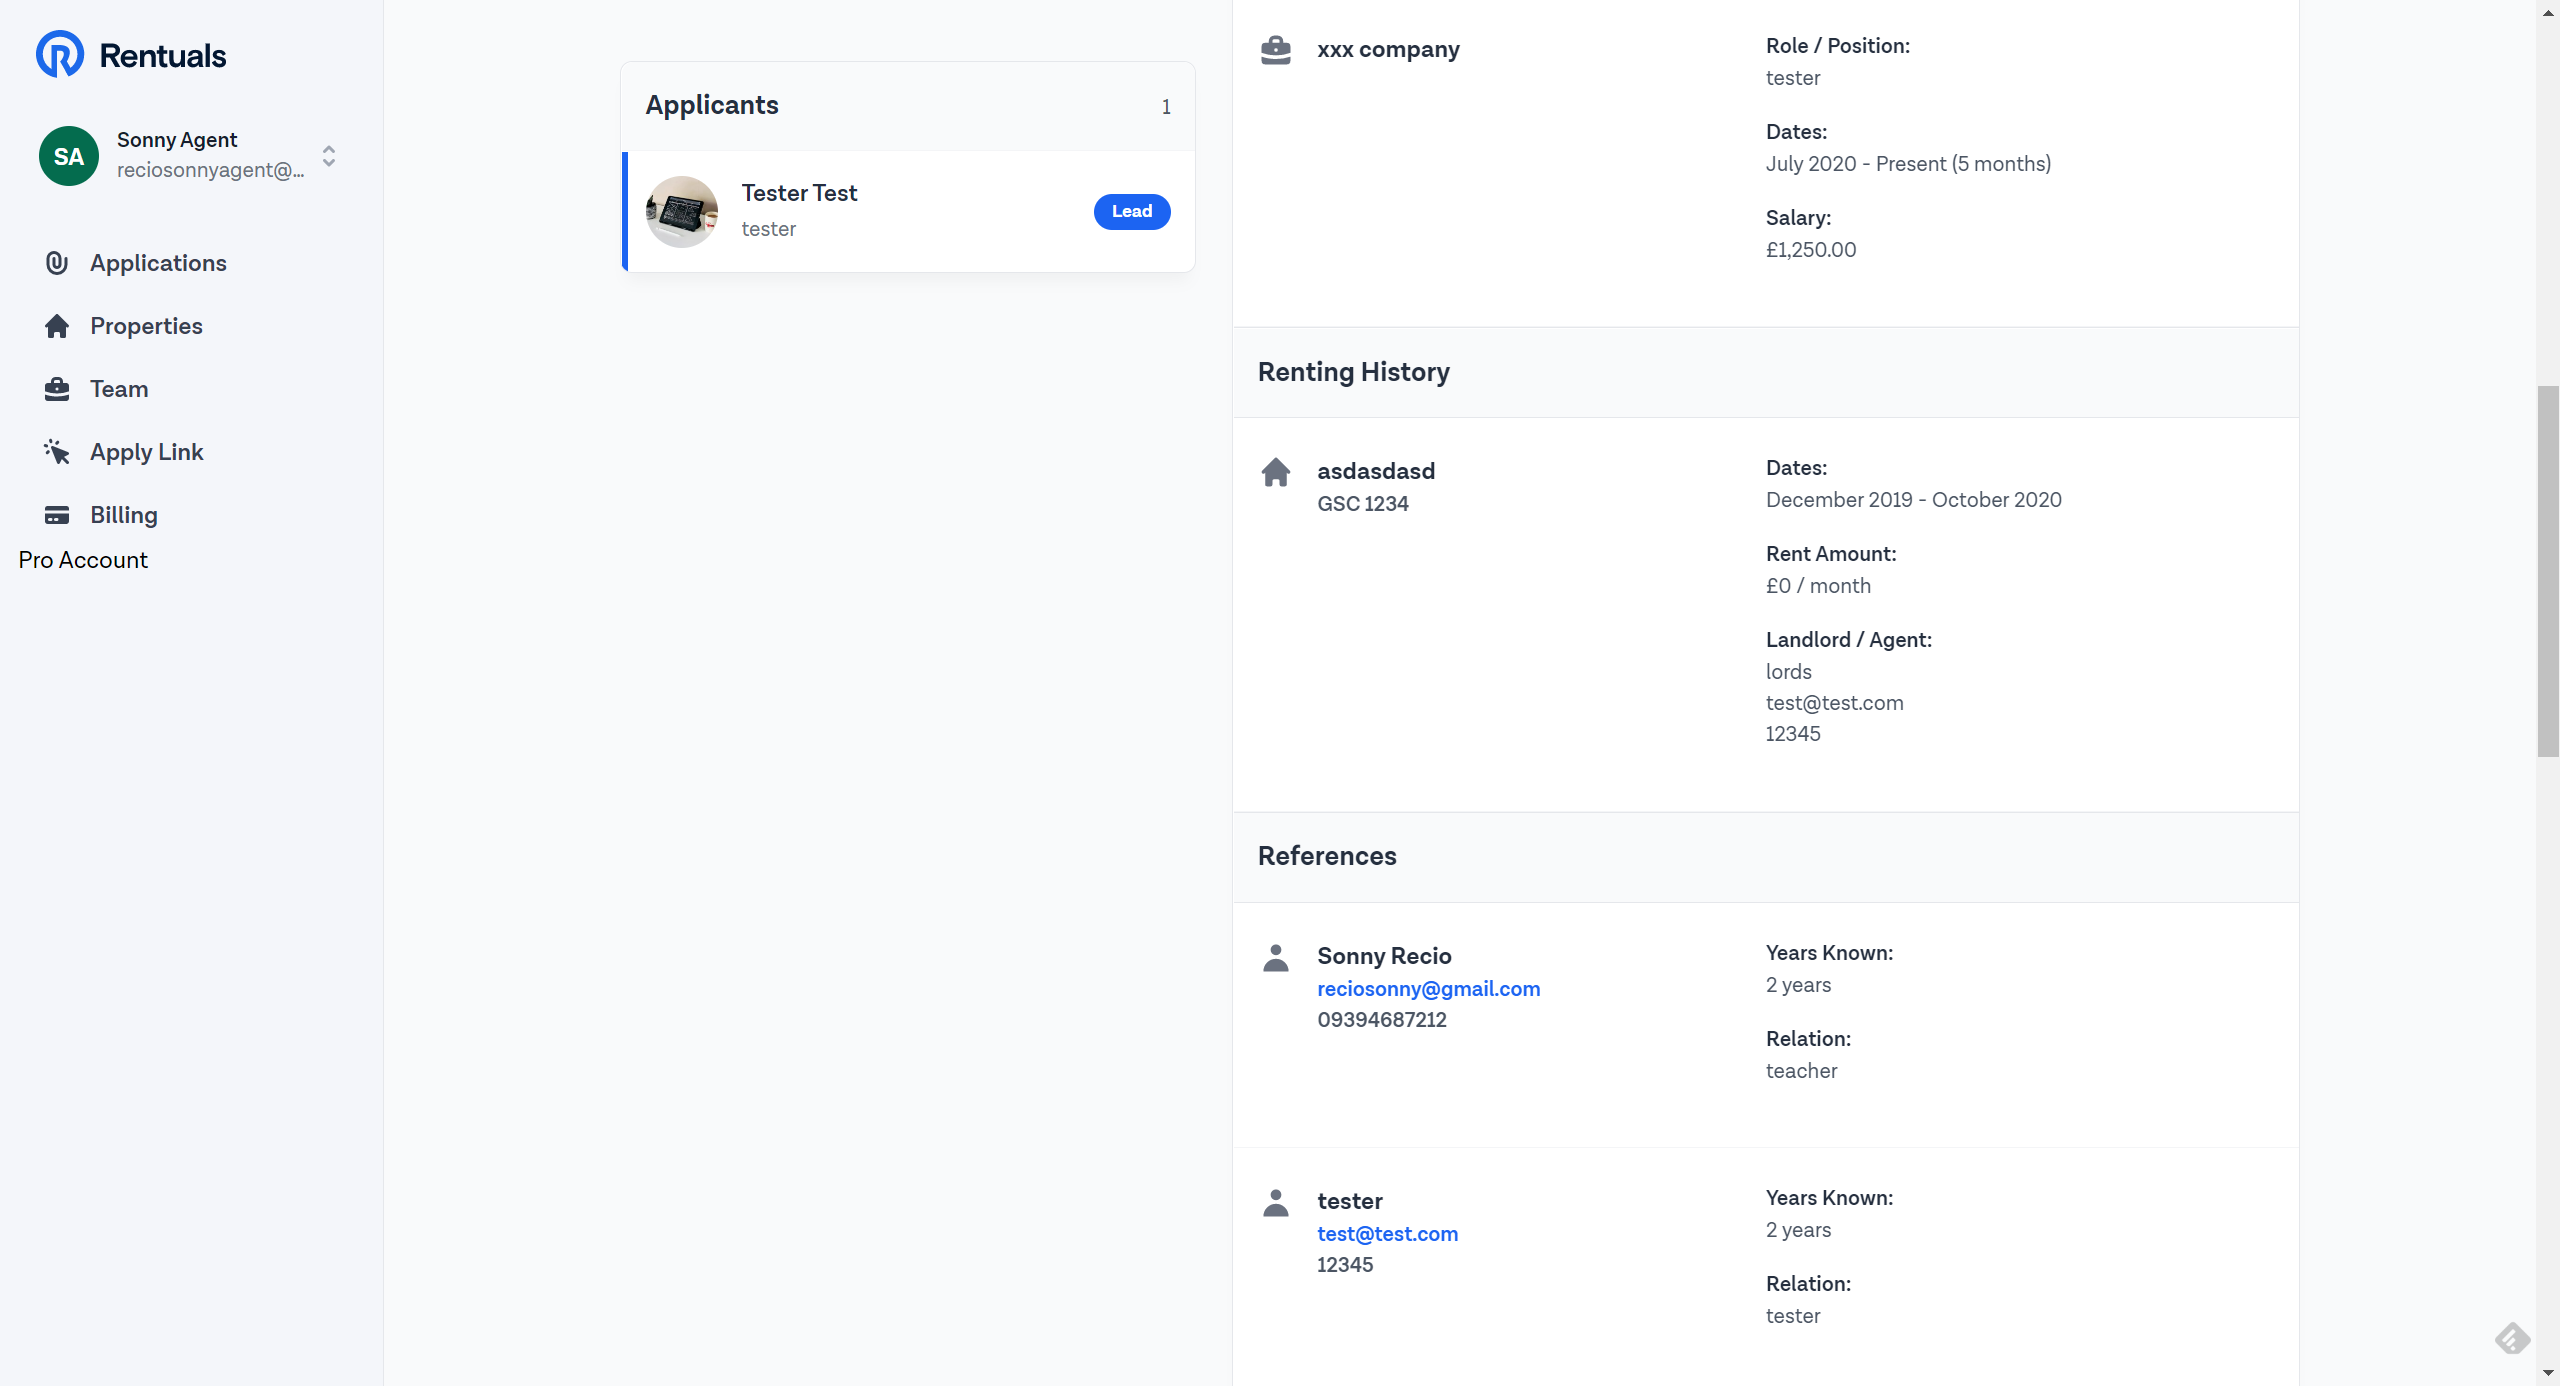 Rentuals
SA
Sonny Agent
reciosonnyagent@...
Applications
Properties
Team
Apply Link
Billing
Pro Account
Applicants
1
Tester Test
tester
Lead
xxx company
Role / Position:
tester
Dates:
July 2020 - Present (5 months)
Salary:
£1,250.00
Renting History
asdasdasd
GSC 1234
Dates:
December 2019 - October 2020
Rent Amount:
£0 / month
Landlord / Agent:
lords
test@test.com
12345
References
Sonny Recio
reciosonny@gmail.com
09394687212
Years Known:
2 years
Relation:
teacher
tester
test@test.com
12345
Years Known:
2 years
Relation:
tester